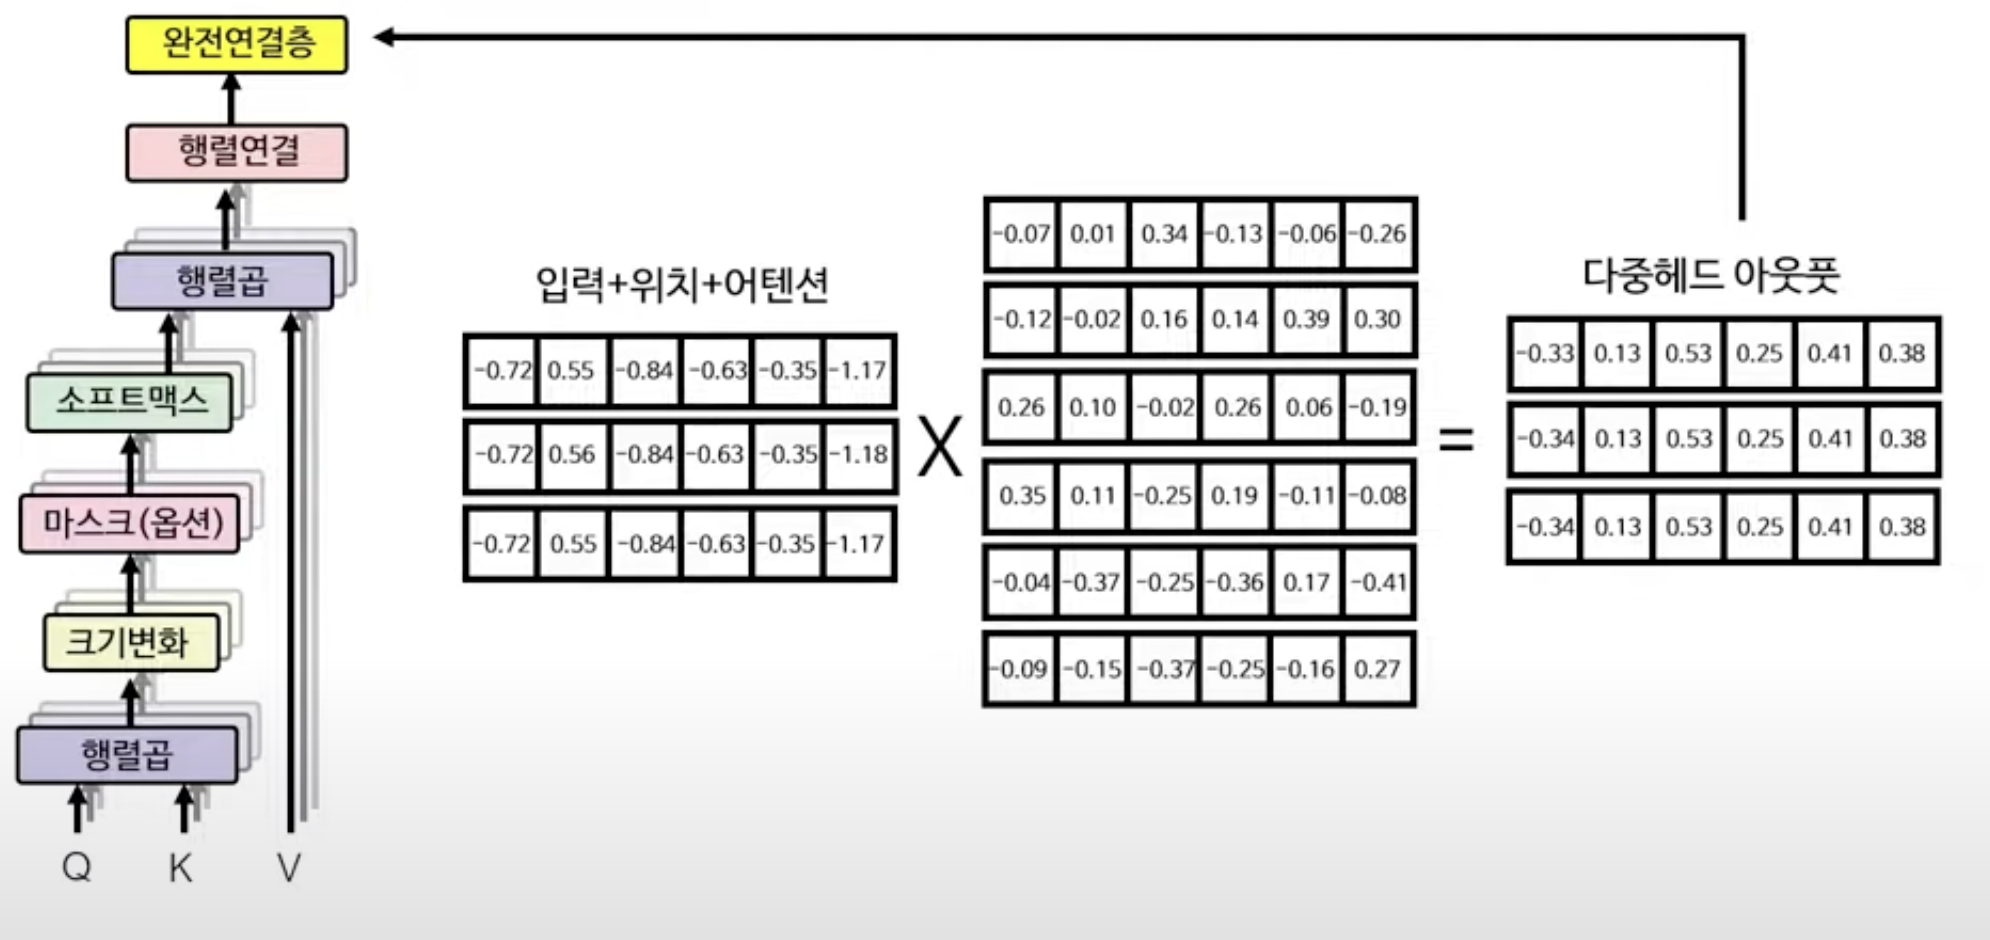 완전연결층
행렬연결
행렬곱
소프트맥스
마스크(옵션)
크기변화
행렬곱
Q K V
입력+위치+어텐션
-0.72 0.55 -0.84 -0.63 -0.35 -1.17
-0.72 0.56 -0.84 -0.63 -0.35 -1.18
-0.72 0.55 -0.84 -0.63 -0.35 -1.17
X
-0.07 0.01 0.34 -0.13 -0.06 -0.26
-0.12 -0.02 0.16 0.14 0.39 0.30
0.26 0.10 -0.02 0.26 0.06 -0.19
0.35 0.11 -0.25 0.19 -0.11 -0.08
-0.04 -0.37 -0.25 -0.36 0.17 -0.41
-0.09 -0.15 -0.37 -0.25 -0.16 0.27
=
다중헤드 아웃풋
-0.33 0.13 0.53 0.25 0.41 0.38
-0.34 0.13 0.53 0.25 0.41 0.38
-0.34 0.13 0.53 0.25 0.41 0.38